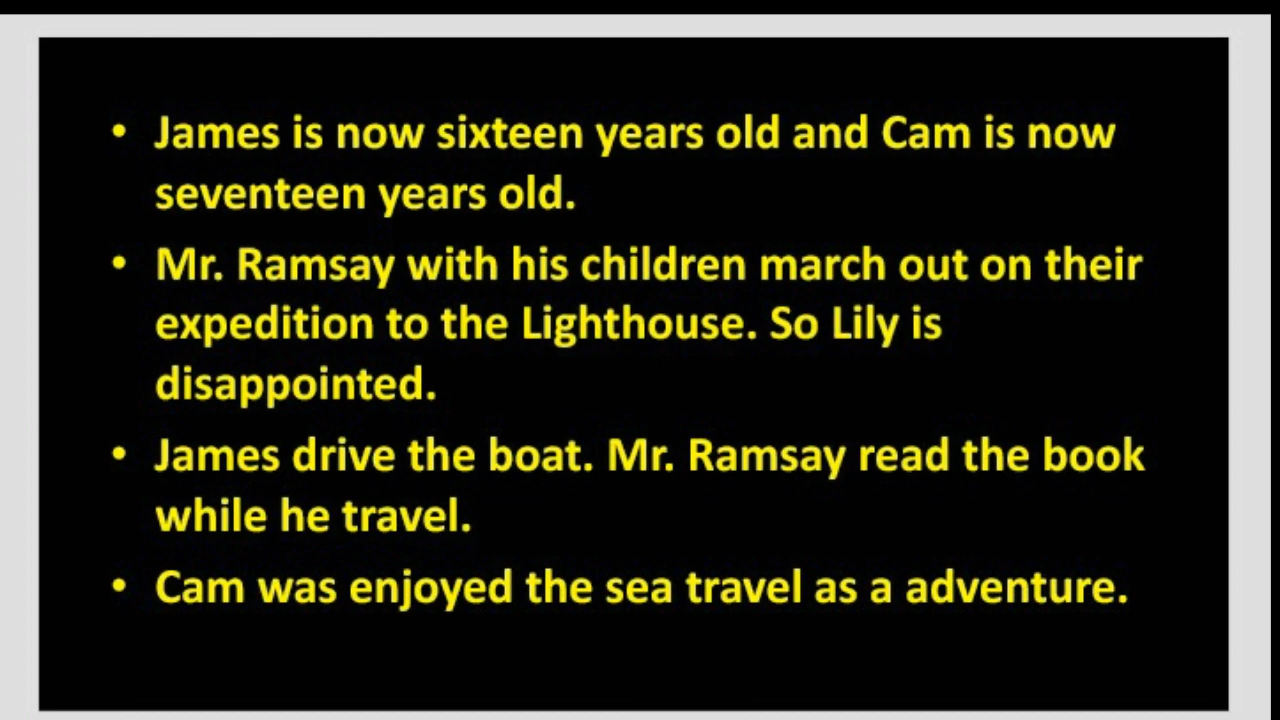 • James is now sixteen years old and Cam is now
seventeen years old.
• Mr. Ramsay with his children march out on their
expedition to the Lighthouse. So Lily is
disappointed.
• James drive the boat. Mr. Ramsay read the book
while he travel.
• Cam was enjoyed the sea travel as a adventure.